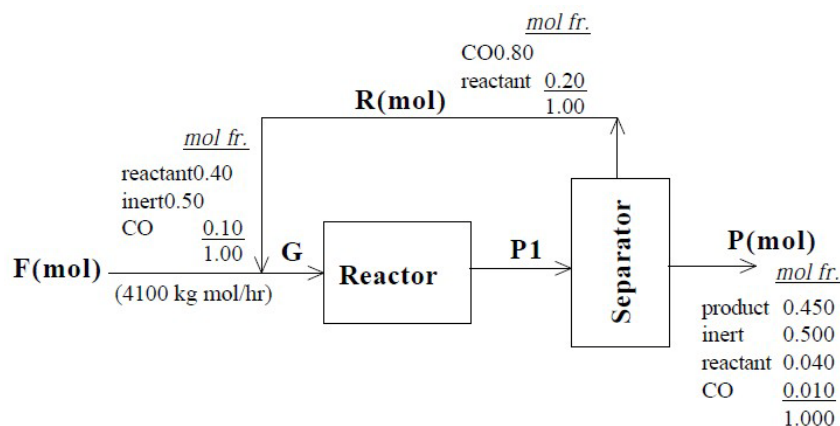 mol fr.
CO0.80
reactant 0.20
1.00
R(mol)
mol fr.
reactant0.40
inert0.50
CO 0.10
1.00
F(mol)
(4100 kg mol/hr)
G
Reactor
P1
Separator
P(mol)
mol fr.
product 0.450
inert 0.500
reactant 0.040
CO 0.010
1.000